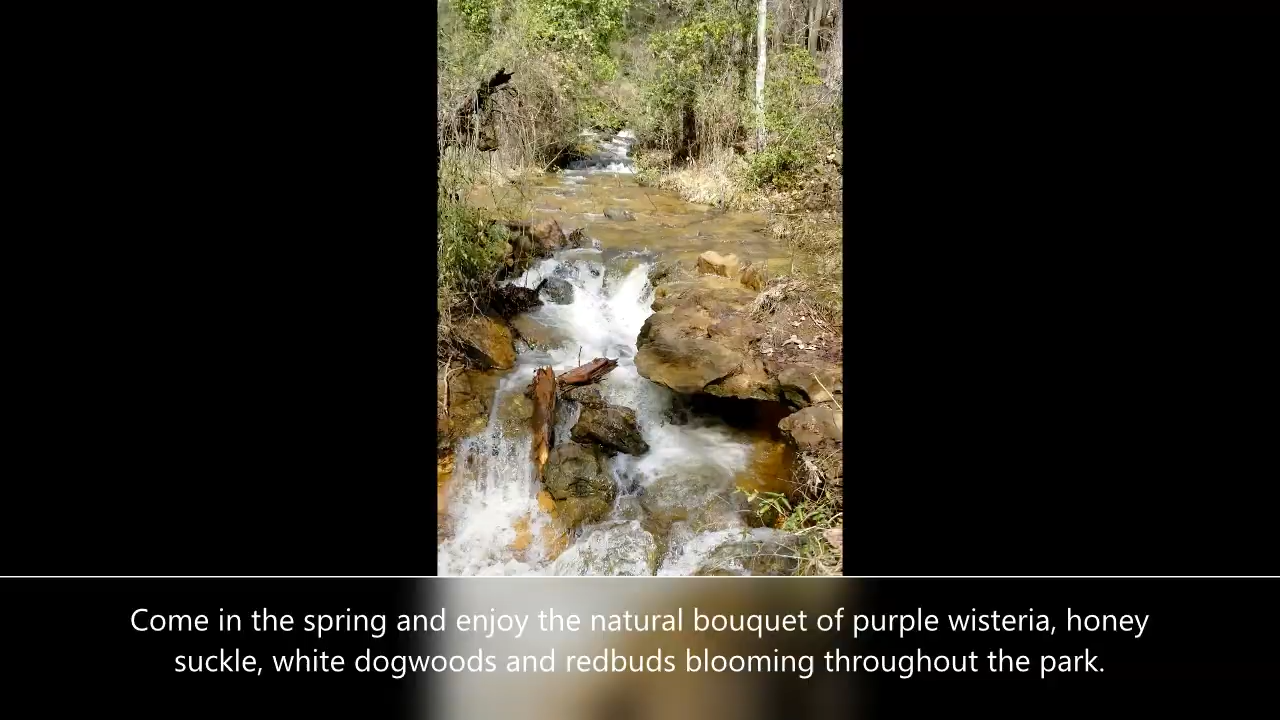 Come in the spring and enjoy the natural bouquet of purple wisteria, honey
suckle, white dogwoods and redbuds blooming throughout the park.